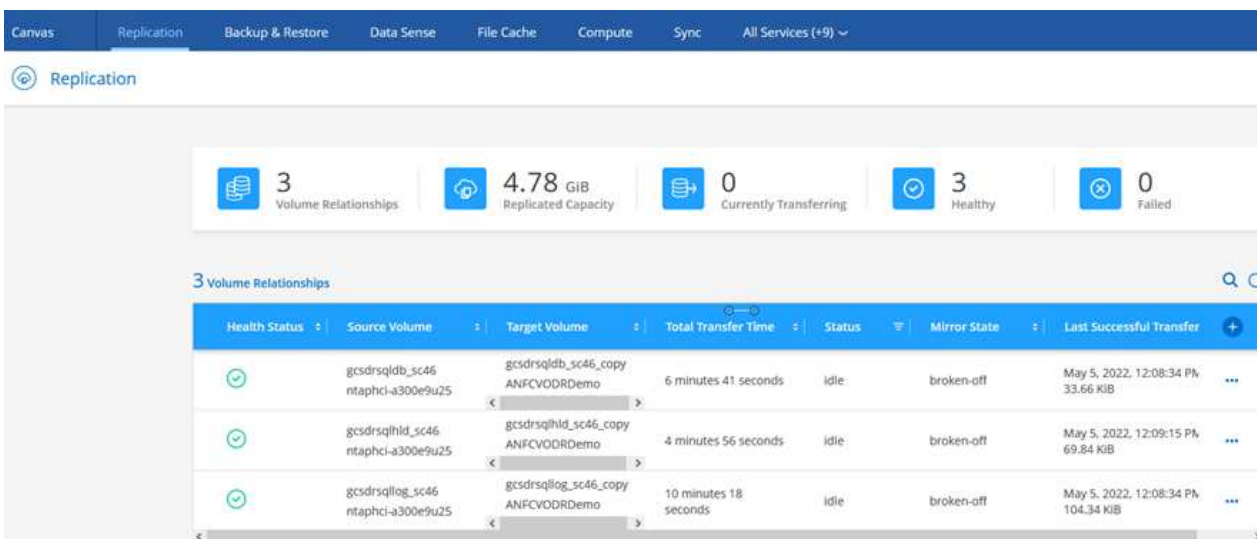 Canvas Replication Backup & Restore Data Sense File Cache Compute Sync All Services (+9)
Replication
3 4.78 GiB 0 3 0
Volume Relationships Replicated Capacity Currently Transferring Healthy Failed
3 Volume Relationships
Health Status Source Volume Target Volume Total Transfer Time Status Mirror State Last Successful Transfer
gcsdrsqldb_sc46 gcsdrsqldb_sc46_copy 6 minutes 41 seconds idle broken-off May 5, 2022, 12:08:34 PM
ntaphci-a300e9u25 ANFCVODRDemo 33.66 KiB
gcsdrsqlhld_sc46 gcsdrsqlhld_sc46_copy 4 minutes 56 seconds idle broken-off May 5, 2022, 12:09:15 PM
ntaphci-a300e9u25 ANFCVODRDemo 69.84 KiB
gcsdrsqllog_sc46 gcsdrsqllog_sc46_copy 10 minutes 18 idle broken-off May 5, 2022, 12:08:34 PM
ntaphci-a300e9u25 ANFCVODRDemo seconds 104.34 KiB